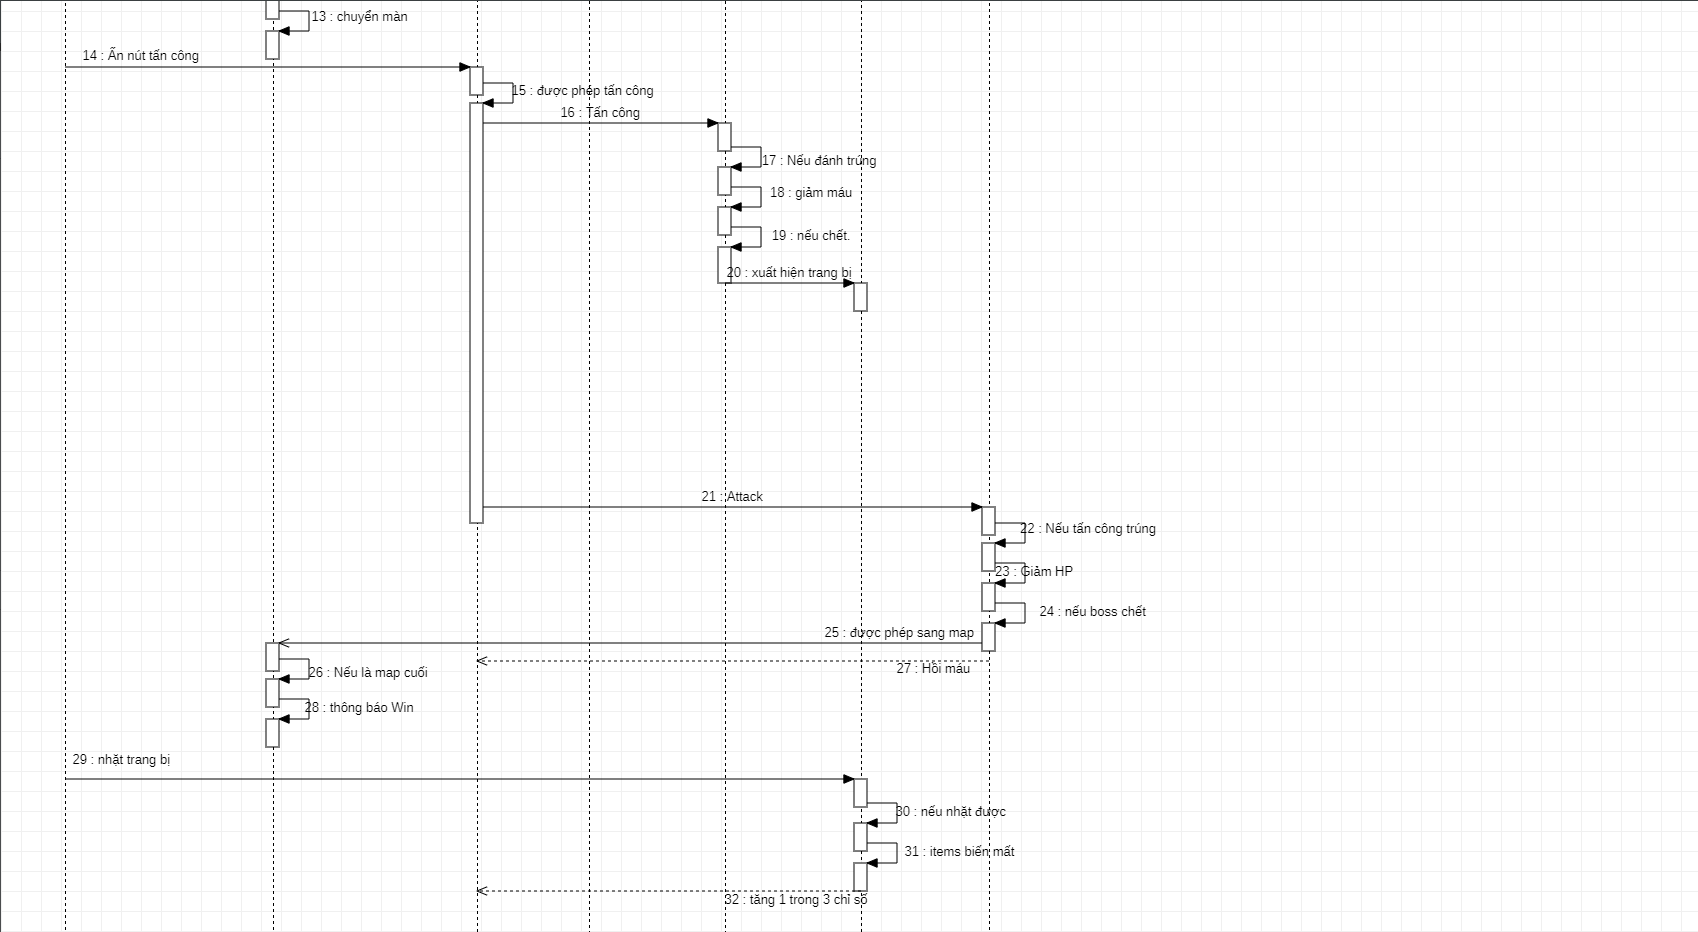 13 : chuyển màn
14 : Ấn nút tấn công
15 : được phép tấn công
16 : Tấn công
17 : Nếu đánh trúng
18 : giảm máu
19 : nếu chết.
20 : xuất hiện trang bị
21 : Attack
22 : Nếu tấn công trúng
23 : Giảm HP
24 : nếu boss chết
25 : được phép sang map
27 : Hồi máu
26 : Nếu là map cuối
28 : thông báo Win
29 : nhặt trang bị
30 : nếu nhặt được
31 : items biến mất
32 : tăng 1 trong 3 chỉ số